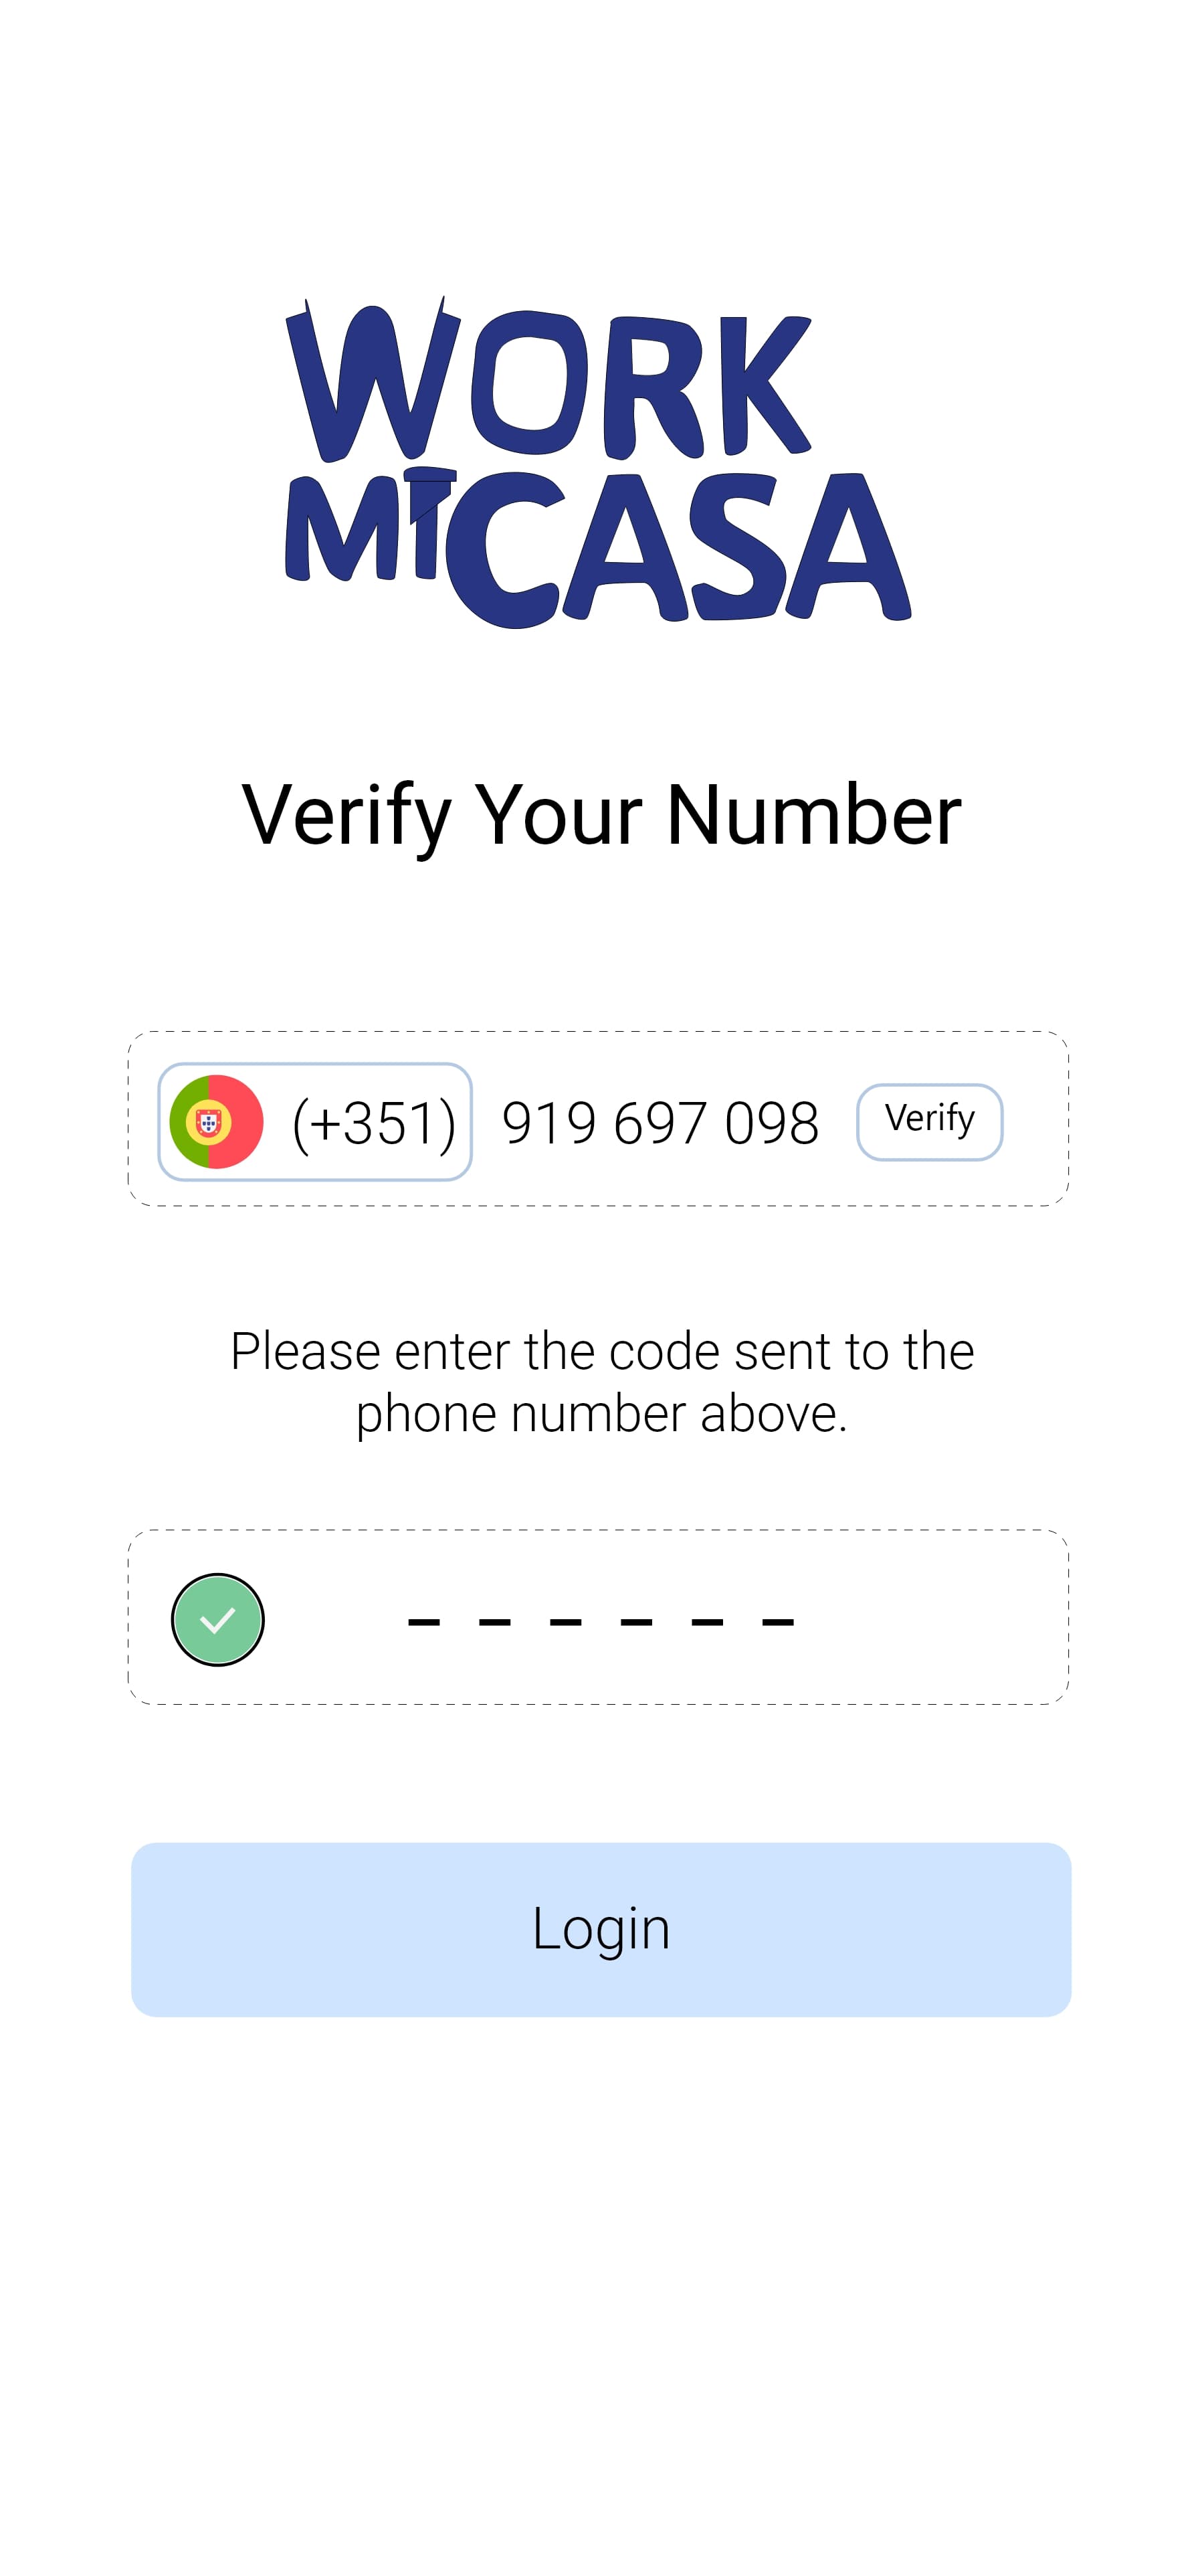 WORK
MICASA
Verify Your Number
(+351) 919 697 098 Verify
Please enter the code sent to the
phone number above.
_ _ _ _ _ _
Login